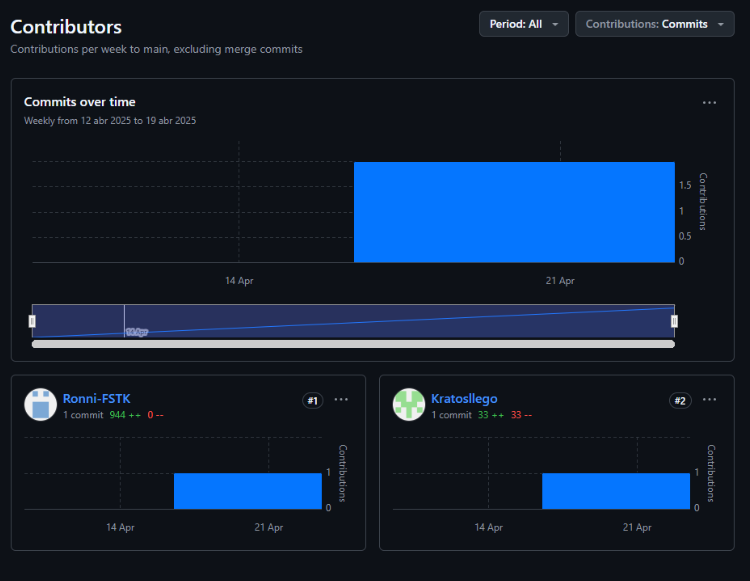 Contributors
Period: All
Contributions: Commits
Contributions per week to main, excluding merge commits
Commits over time
Weekly from 12 abr 2025 to 19 abr 2025
1.5
1
0.5
0
Contributions
14 Apr
21 Apr
14 Apr
Ronni-FSTK
#1
1 commit 944 ++ 0 --
1
0
Contributions
14 Apr
21 Apr
Kratosllego
#2
1 commit 33 ++ 33 --
1
0
Contributions
14 Apr
21 Apr